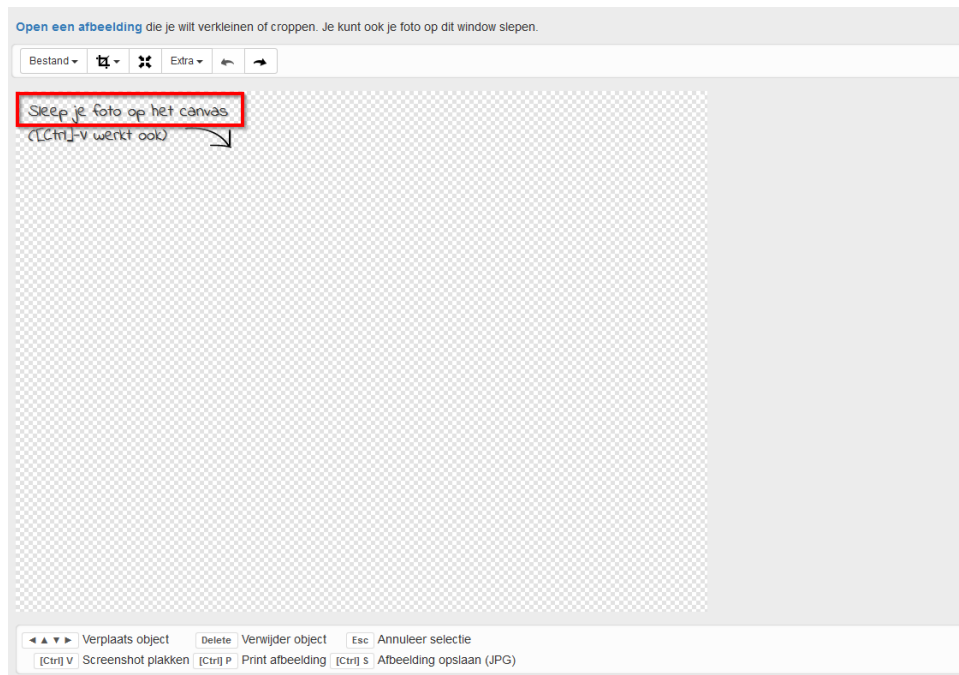 Open een afbeelding die je wilt verkleinen of croppen. Je kunt ook je foto op dit window slepen.
Bestand Extra
Sleep je foto op het canvas
([Ctrl]-V werkt ook)
Verplaats object Delete Verwijder object Esc Annuleer selectie
[Ctrl] V Screenshot plakken [Ctrl] P Print afbeelding [Ctrl] S Afbeelding opslaan (JPG)